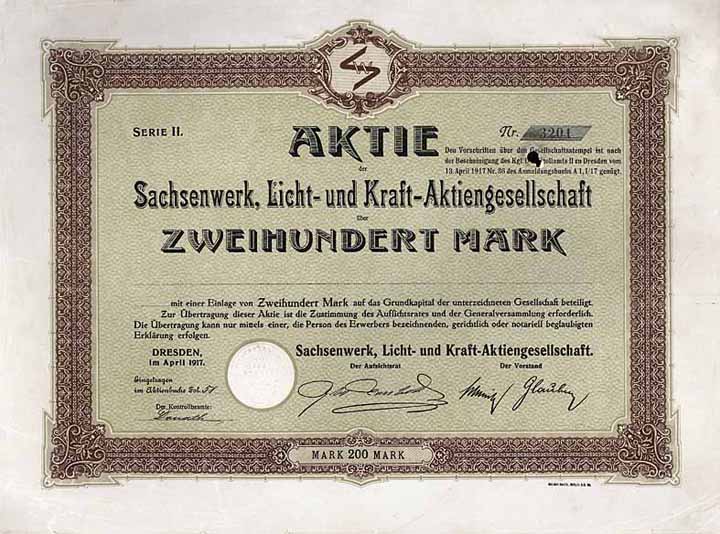 SW
SERIE II.
AKTIE
Nr. 3201
Den Vorschriften über den Gesellschaftsstempel ist nach
der Bescheinigung des Kgl. Zollamts II zu Dresden vom
13. April 1917 Nr. 36 des Anmeldungsbuchs A 1, 1/17 genügt.
der
Sachsenwerk, Licht- und Kraft-Aktiengesellschaft
über
ZWEIHUNDERT MARK
mit einer Einlage von Zweihundert Mark auf das Grundkapital der unterzeichneten Gesellschaft beteiligt.
Zur Übertragung dieser Aktie ist die Zustimmung des Aufsichtsrates und der Generalversammlung erforderlich.
Die Übertragung kann nur mittels einer, die Person des Erwerbers bezeichnenden, gerichtlich oder notariell beglaubigten
Erklärung erfolgen.
DRESDEN,
im April 1917.
Sachsenwerk, Licht- und Kraft-Aktiengesellschaft.
Der Aufsichtsrat
Der Vorstand
Eingetragen
im Aktienbuche Fol. 51
Der Kontrollbeamte:
MARK 200 MARK